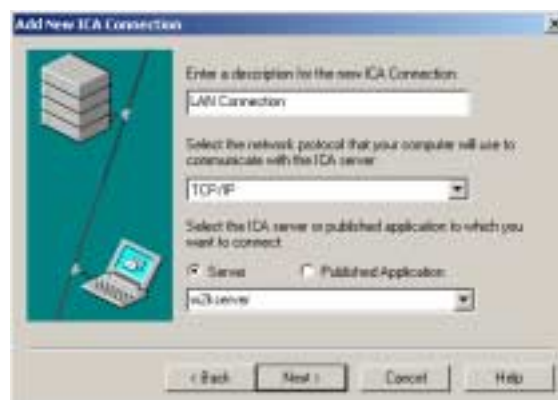 Add New ICA Connection
Enter a description for the new ICA Connection:
LAN Connection
Select the network protocol that your computer will use to
communicate with the ICA server
TCP/IP
Select the ICA server or published application to which you
want to connect
Server
Published Application
w2kserver
< Back
Next >
Cancel
Help